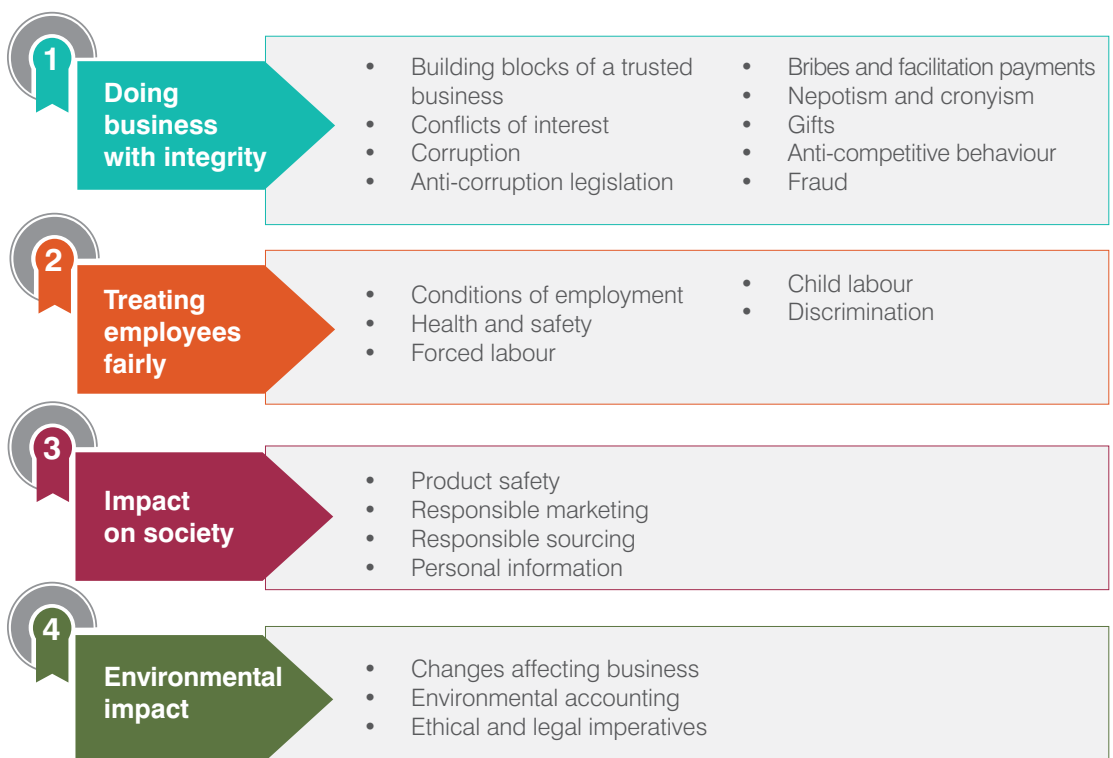 1
Doing
business
with integrity
• Building blocks of a trusted
business
• Conflicts of interest
• Corruption
• Anti-corruption legislation
• Bribes and facilitation payments
• Nepotism and cronyism
• Gifts
• Anti-competitive behaviour
• Fraud
2
Treating
employees
fairly
• Conditions of employment
• Health and safety
• Forced labour
• Child labour
• Discrimination
3
Impact
on society
• Product safety
• Responsible marketing
• Responsible sourcing
• Personal information
4
Environmental
impact
• Changes affecting business
• Environmental accounting
• Ethical and legal imperatives